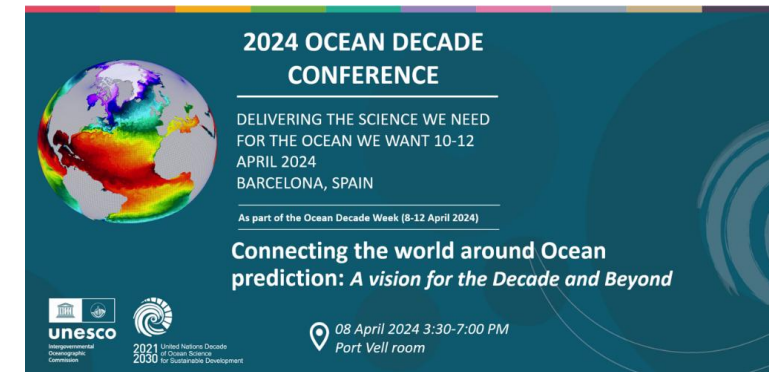 2024 OCEAN DECADE
CONFERENCE
DELIVERING THE SCIENCE WE NEED
FOR THE OCEAN WE WANT 10-12
APRIL 2024
BARCELONA, SPAIN
As part of the Ocean Decade Week (8-12 April 2024)
Connecting the world around Ocean
prediction: A vision for the Decade and Beyond
unesco
Intergovernmental
Oceanographic
Commission
2021 United Nations Decade
of Ocean Science
2030 for Sustainable Development
08 April 2024 3:30-7:00 PM
Port Vell room